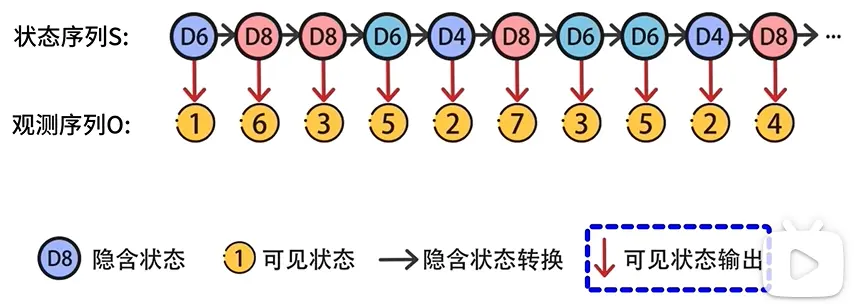 状态序列S: D6 D8 D8 D6 D4 D8 D6 D6 D4 D8 ...
观测序列O: 1 6 3 5 2 7 3 5 2 4
D8 隐含状态 1 可见状态 隐含状态转换 可见状态输出